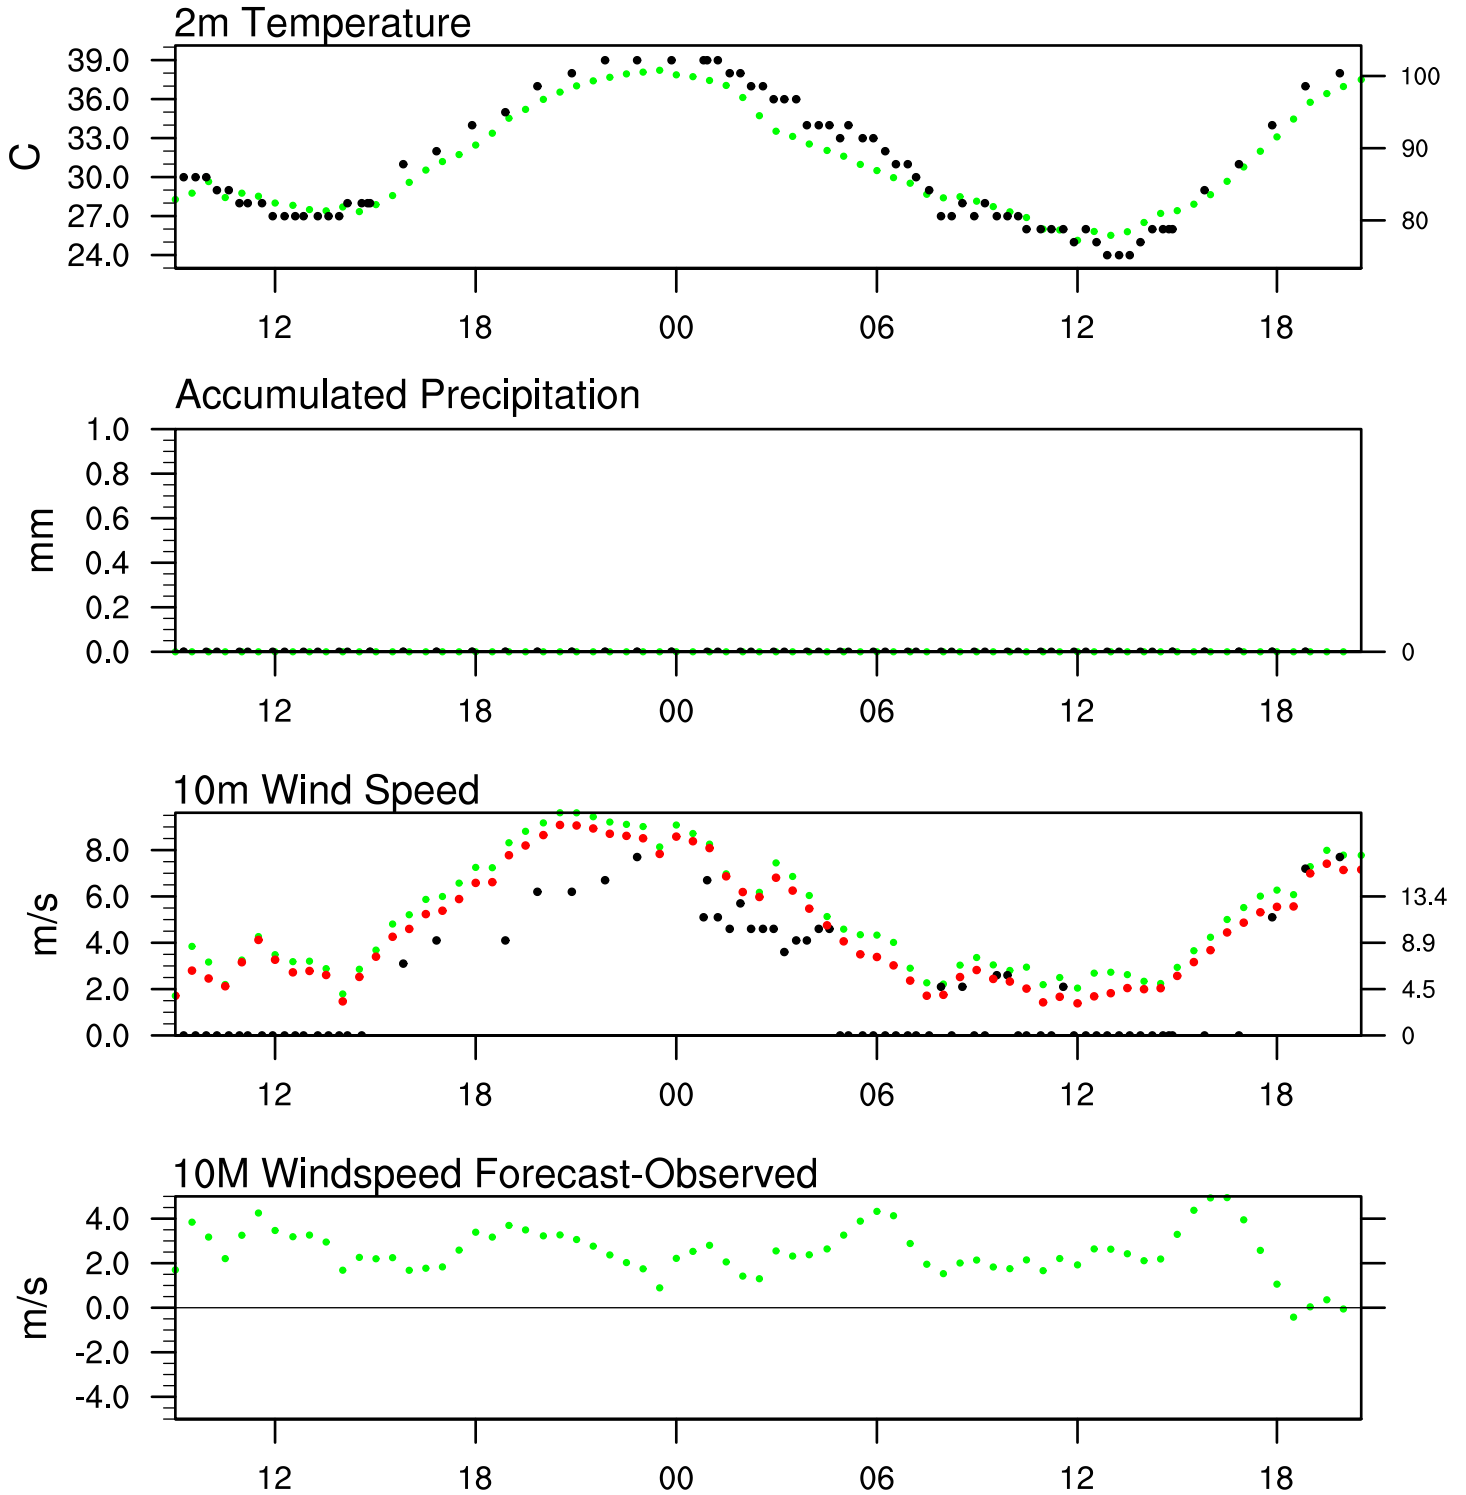 2m Temperature
39.0
36.0
33.0
30.0
27.0
24.0
C
100
90
80
12 18 00 06 12 18
Accumulated Precipitation
1.0
0.8
0.6
0.4
0.2
0.0
mm
0
12 18 00 06 12 18
10m Wind Speed
8.0
6.0
4.0
2.0
0.0
m/s
13.4
8.9
4.5
0
12 18 00 06 12 18
10M Windspeed Forecast-Observed
4.0
2.0
0.0
-2.0
-4.0
m/s
12 18 00 06 12 18